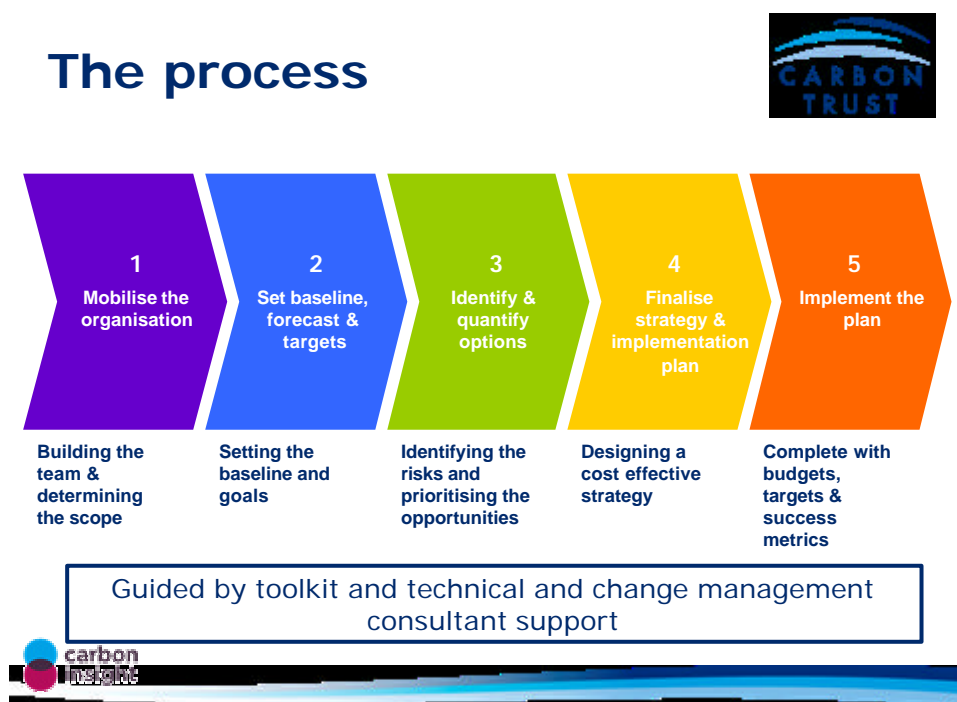 The process
CARBON
TRUST
1
Mobilise the
organisation
2
Set baseline,
forecast &
targets
3
Identify &
quantify
options
4
Finalise
strategy &
implementation
plan
5
Implement the
plan
Building the
team &
determining
the scope
Setting the
baseline and
goals
Identifying the
risks and
prioritising the
opportunities
Designing a
cost effective
strategy
Complete with
budgets,
targets &
success
metrics
Guided by toolkit and technical and change management
consultant support
carbon
insight